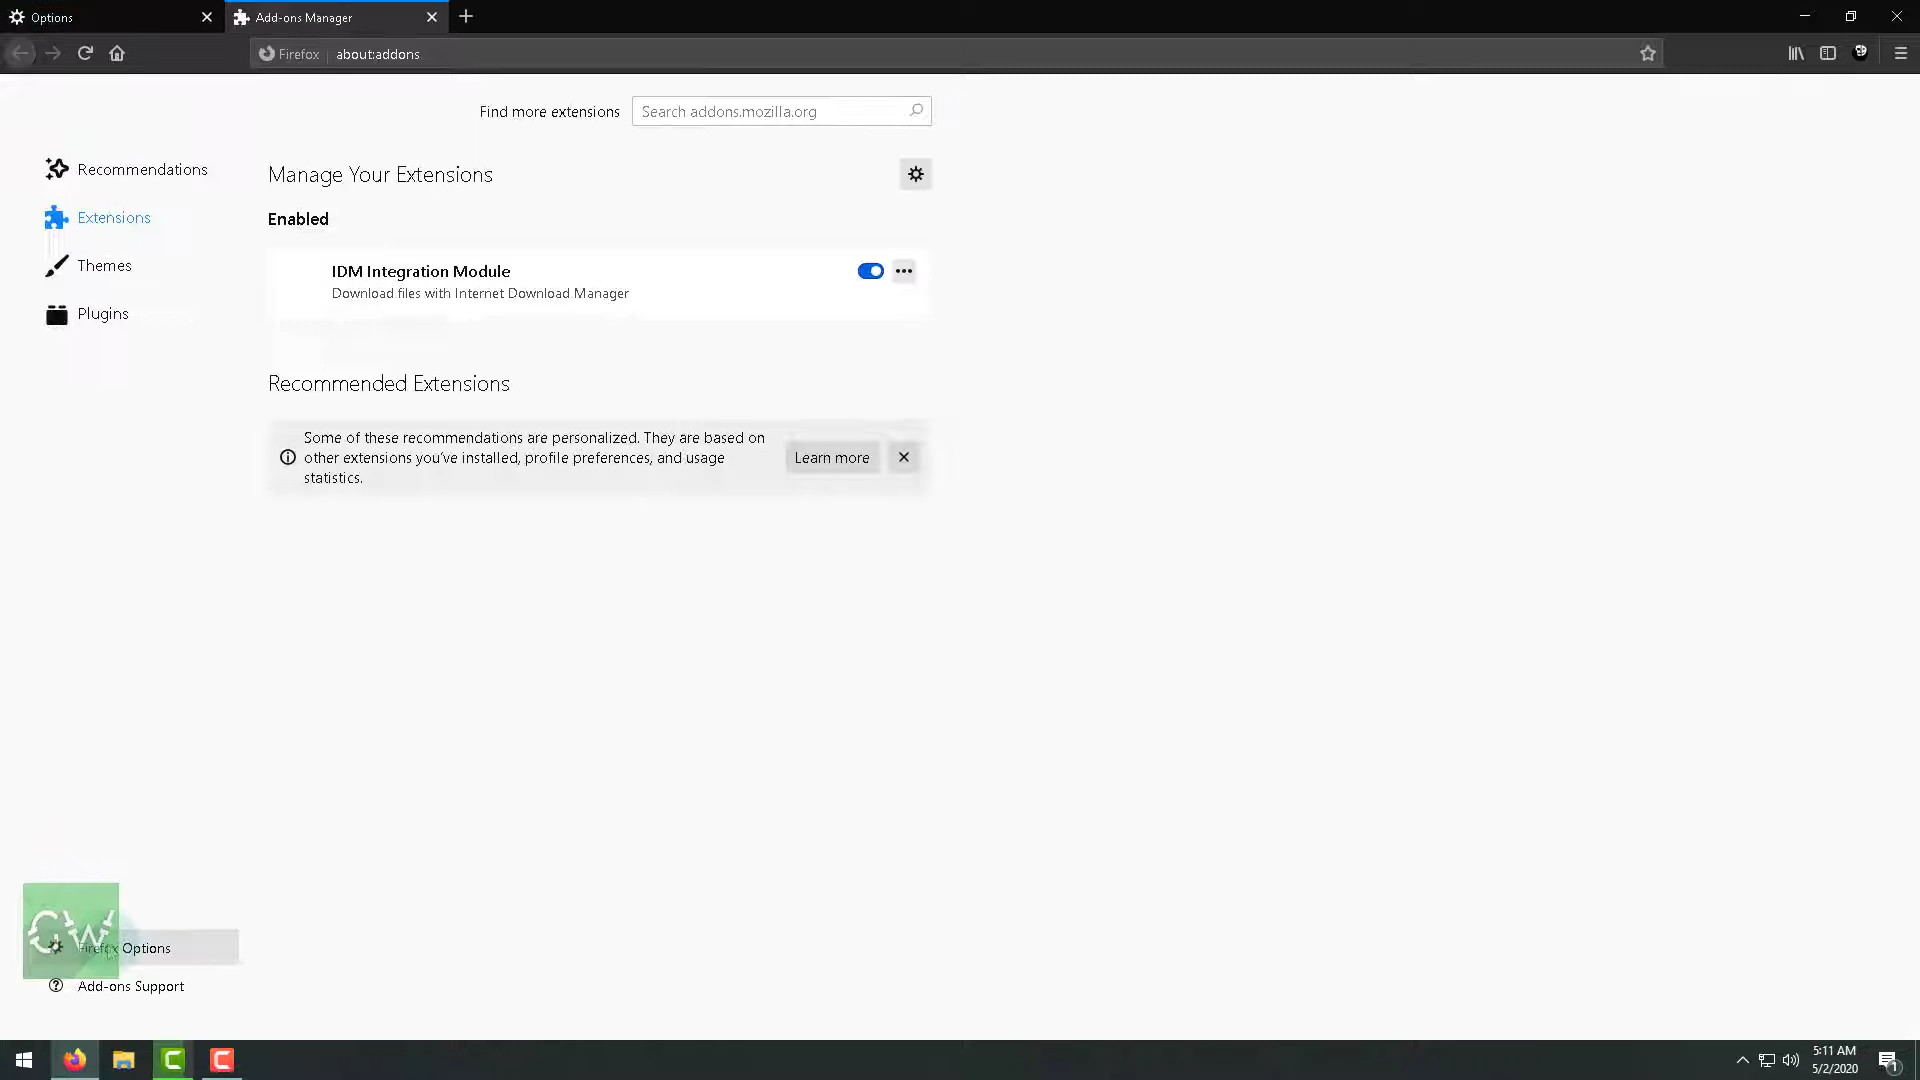 Options
Add-ons Manager
Firefox
about:addons
Find more extensions
Search addons.mozilla.org
Recommendations
Extensions
Themes
Plugins
Manage Your Extensions
Enabled
IDM Integration Module
Download files with Internet Download Manager
Recommended Extensions
Some of these recommendations are personalized. They are based on
other extensions you've installed, profile preferences, and usage
statistics.
Learn more
GW
Firefox Options
Add-ons Support
5:11 AM
5/2/2020
1